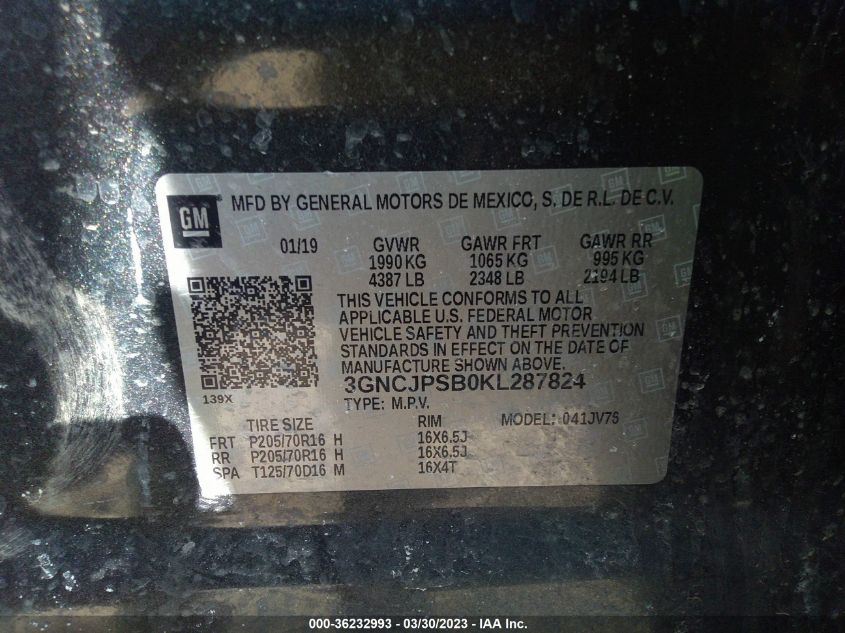 GM MFD BY GENERAL MOTORS DE MEXICO, S. DE R.L. DE C.V.
01/19 GVWR GAWR FRT GAWR RR
1990 KG 1065 KG 995 KG
4387 LB 2348 LB 2194 LB
THIS VEHICLE CONFORMS TO ALL
APPLICABLE U.S. FEDERAL MOTOR
VEHICLE SAFETY AND THEFT PREVENTION
STANDARDS IN EFFECT ON THE DATE OF
MANUFACTURE SHOWN ABOVE.
3GNCJPSB0KL287824
139X TYPE: M.P.V.
TIRE SIZE RIM MODEL: 041JV76
FRT P205/70R16 H 16X6.5J
RR P205/70R16 H 16X6.5J
SPA T125/70D16 M 16X4T
000-36232993 - 03/30/2023 - IAA Inc.